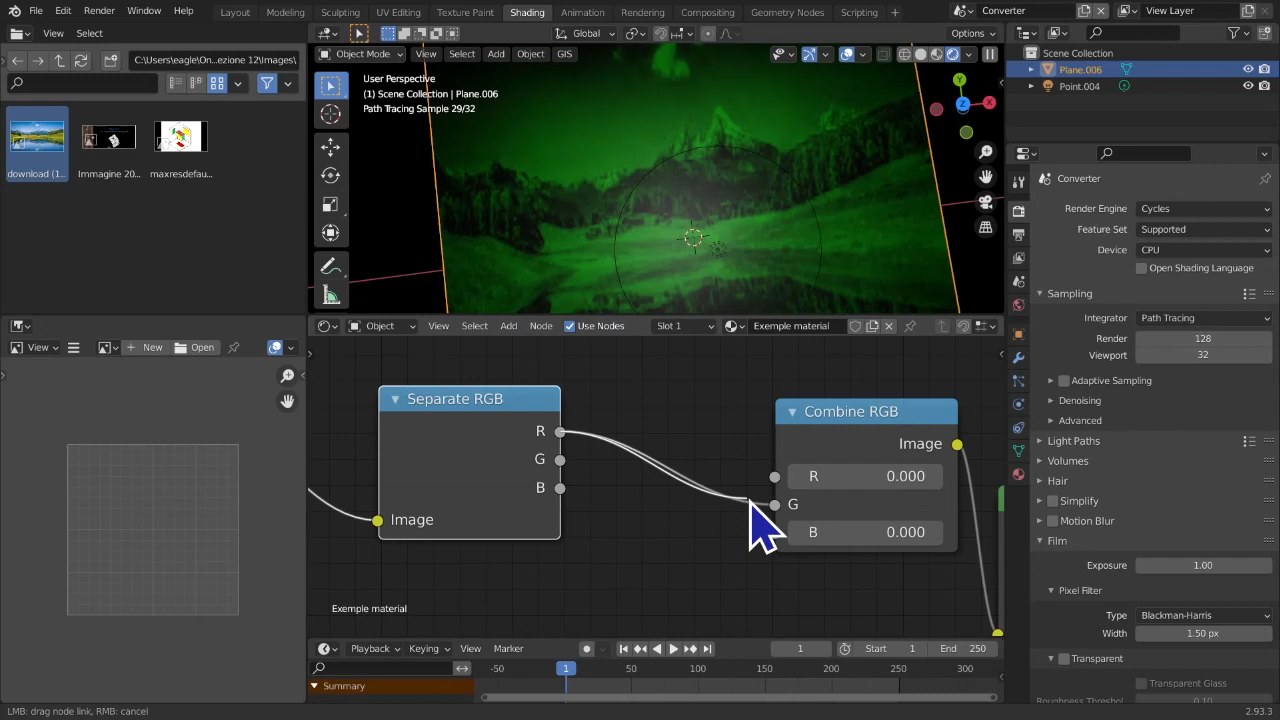 File Edit Render Window Help
Layout Modeling Sculpting UV Editing Texture Paint Shading Animation Rendering Compositing Geometry Nodes Scripting
Converter
View Layer
View Select
C:\Users\eagle\On...ezione 12\Images\
download (1...
Immagine 20...
maxresdefau...
Global
Options
Object Mode View Select Add Object GIS
User Perspective
(1) Scene Collection | Plane.006
Path Tracing Sample 29/32
Y
Z
X
Scene Collection
Plane.006
Point.004
Converter
Render Engine Cycles
Feature Set Supported
Device CPU
Open Shading Language
Sampling
Integrator Path Tracing
Render 128
Viewport 32
Adaptive Sampling
Denoising
Advanced
Light Paths
Volumes
Hair
Simplify
Motion Blur
Film
Exposure 1.00
Pixel Filter
Type Blackman-Harris
Width 1.50 px
Transparent
Transparent Glass
Roughness Threshol. 0.10
View New Open
Object View Select Add Node Use Nodes Slot 1 Exemple material
Separate RGB
R
G
B
Image
Combine RGB
Image
R 0.000
G
B 0.000
Exemple material
Playback Keying View Marker 1 Start 1 End 250
-50 1 50 100 150 200 250 300
Summary
LMB: drag node link, RMB: cancel
2.93.3